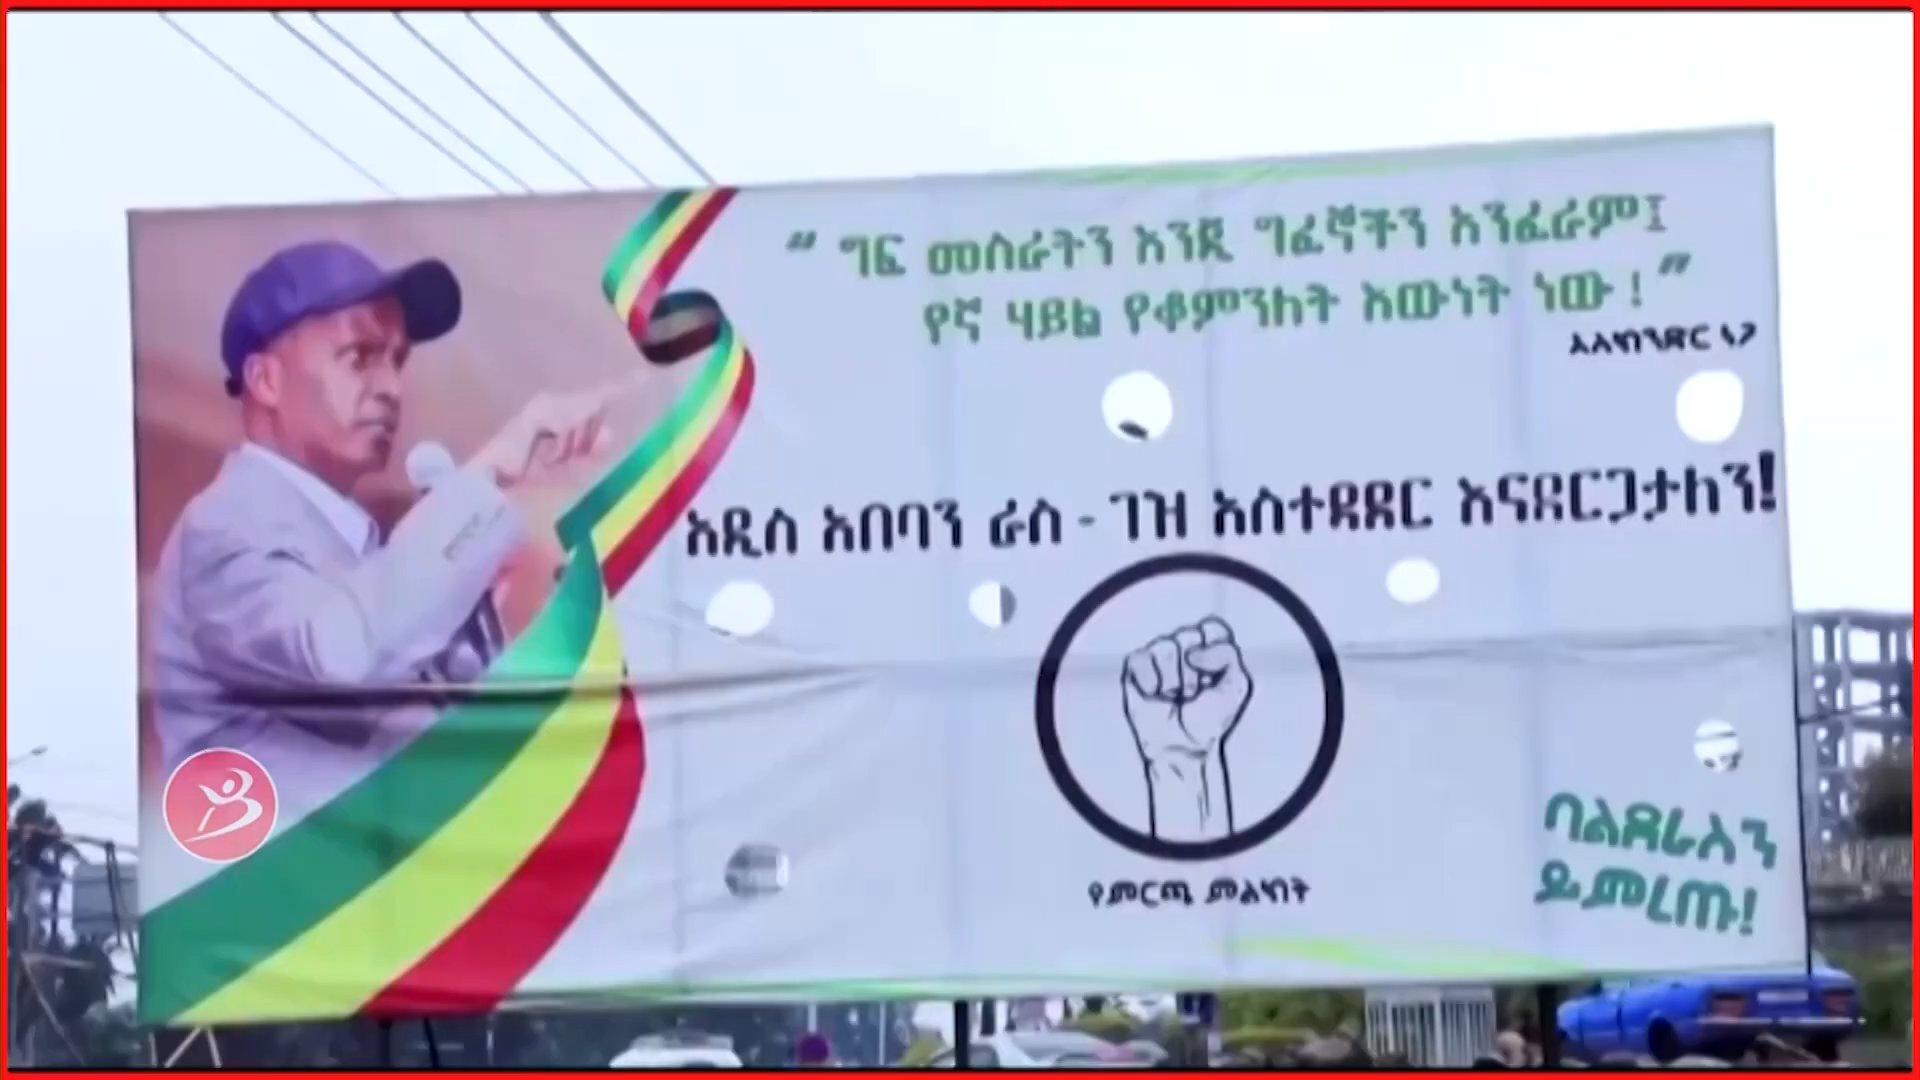 “ ግፍ መስራትን እንጂ ግፈኞችን አንፈራም፤
የኛ ሃይል የቆምንለት እውነት ነው ! ”
እስክንድር ነጋ
አዲስ አበባን ራስ - ገዝ አስተዳደር እናደርጋታለን!
የምርጫ ምልክት
ባልደራስን
ይምረጡ!